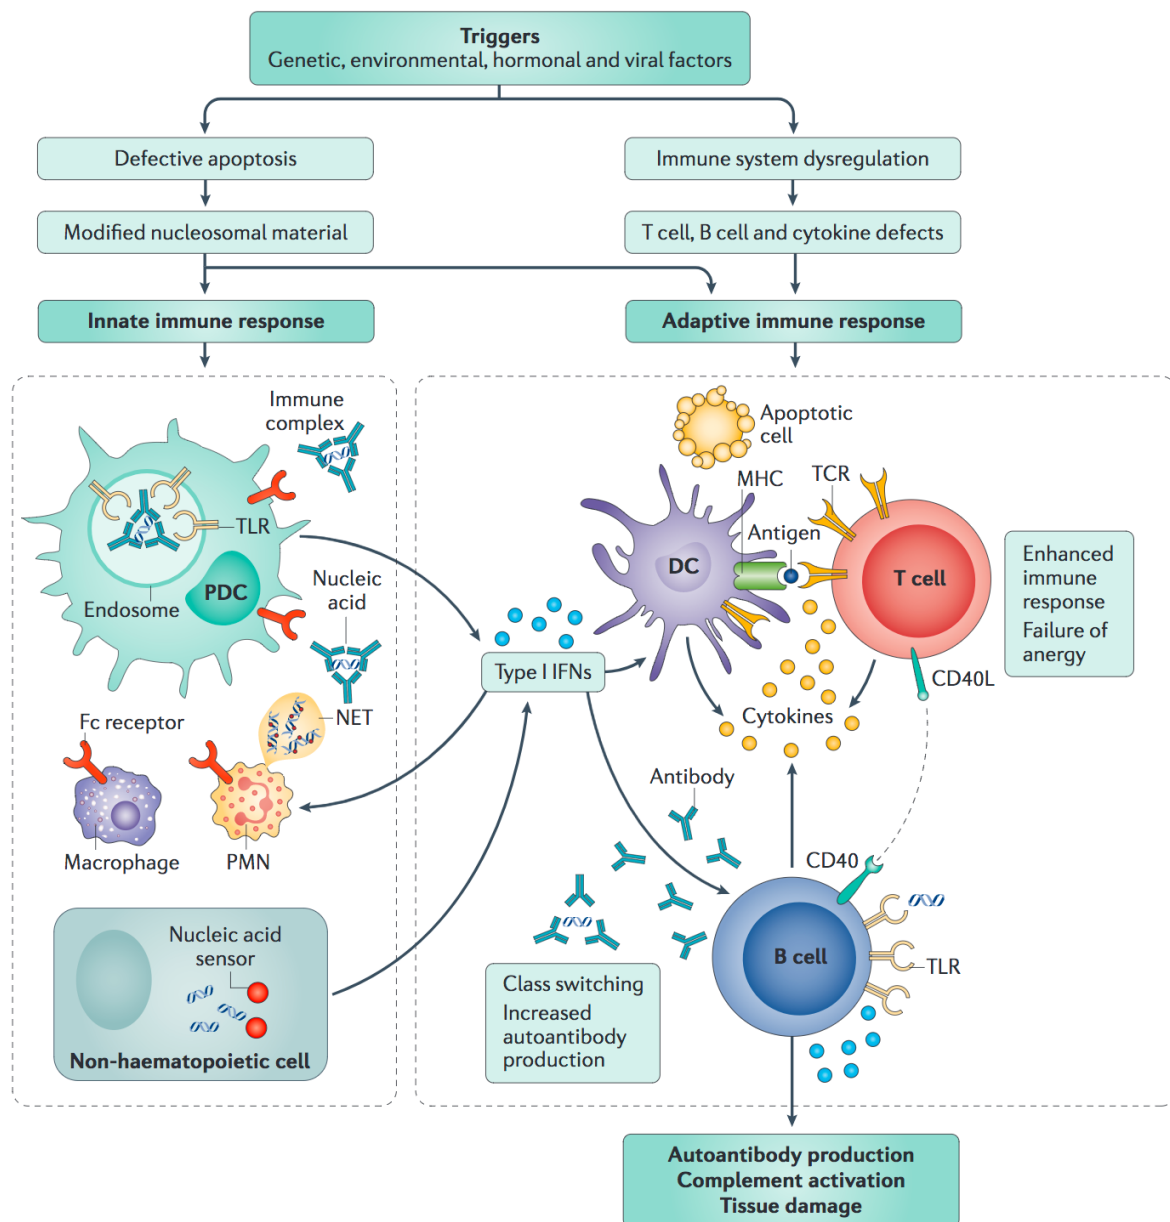 Triggers
Genetic, environmental, hormonal and viral factors
Defective apoptosis
Immune system dysregulation
Modified nucleosomal material
T cell, B cell and cytokine defects
Innate immune response
Adaptive immune response
Immune
complex
TLR
Endosome
PDC
Nucleic
acid
NET
Fc receptor
Macrophage
PMN
Nucleic acid
sensor
Non-haematopoietic cell
Type I IFNs
Apoptotic
cell
MHC
TCR
Antigen
DC
T cell
Enhanced
immune
response
Failure of
anergy
CD40L
Cytokines
Antibody
CD40
B cell
TLR
Class switching
Increased
autoantibody
production
Autoantibody production
Complement activation
Tissue damage